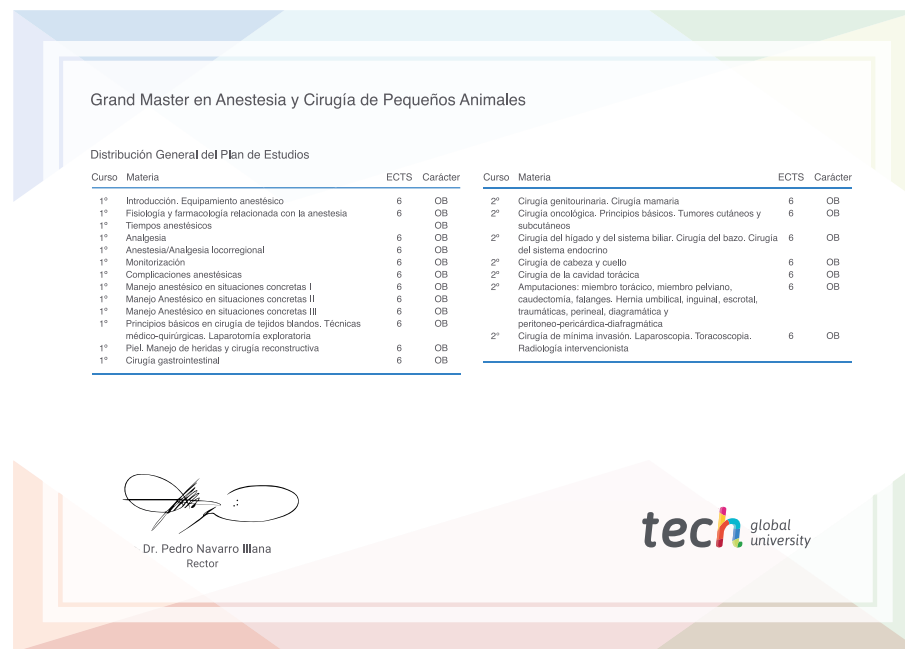 Grand Master en Anestesia y Cirugía de Pequeños Animales
Distribución General del Plan de Estudios
Curso Materia ECTS Carácter
1º Introducción. Equipamiento anestésico 6 OB
1º Fisiología y farmacología relacionada con la anestesia 6 OB
1º Tiempos anestésicos OB
1º Analgesia 6 OB
1º Anestesia/Analgesia locorregional 6 OB
1º Monitorización 6 OB
1º Complicaciones anestésicas 6 OB
1º Manejo Anestésico en situaciones concretas I 6 OB
1º Manejo Anestésico en situaciones concretas II 6 OB
1º Manejo Anestésico en situaciones concretas III 6 OB
1º Principios básicos en cirugía de tejidos blandos. Técnicas 6 OB
médico-quirúrgicas. Laparotomía exploratoria
1º Piel. Manejo de heridas y cirugía reconstructiva 6 OB
1º Cirugía gastrointestinal 6 OB
Curso Materia ECTS Carácter
2º Cirugía genitourinaria. Cirugía mamaria 6 OB
2º Cirugía oncológica. Principios básicos. Tumores cutáneos y 6 OB
subcutáneos
2º Cirugía del hígado y del sistema biliar. Cirugía del bazo. Cirugía 6 OB
del sistema endocrino
2º Cirugía de cabeza y cuello 6 OB
2º Cirugía de la cavidad torácica 6 OB
2º Amputaciones: miembro torácico, miembro pelviano, 6 OB
caudectomía, falanges. Hernia umbilical, inguinal, escrotal,
traumáticas, perineal, diagramática y
peritoneo-pericárdica-diafragmática
2º Cirugía de mínima invasión. Laparoscopia. Toracoscopia. 6 OB
Radiología intervencionista
Dr. Pedro Navarro Illana
Rector
tech global
university